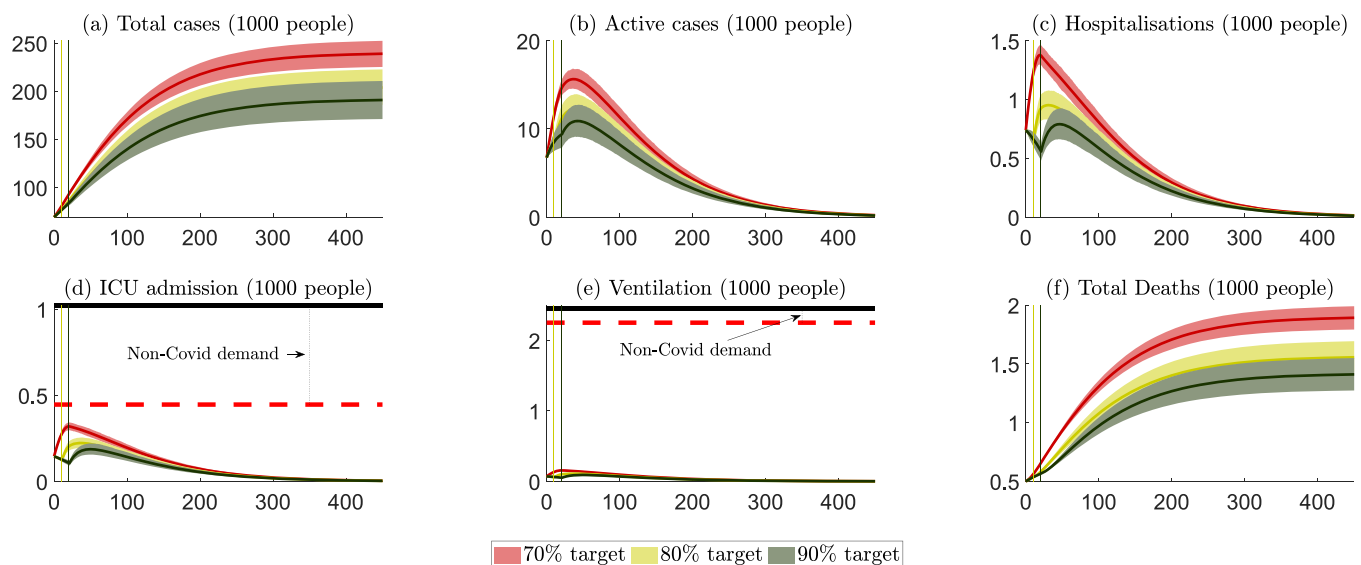 (a) Total cases (1000 people)
250
200
150
100
0 100 200 300 400
(b) Active cases (1000 people)
20
10
0
0 100 200 300 400
(c) Hospitalisations (1000 people)
1.5
1
0.5
0
0 100 200 300 400
(d) ICU admission (1000 people)
1
Non-Covid demand
0.5
0
0 100 200 300 400
(e) Ventilation (1000 people)
2
Non-Covid demand
1
0
0 100 200 300 400
(f) Total Deaths (1000 people)
2
1.5
1
0.5
0 100 200 300 400
70% target 80% target 90% target